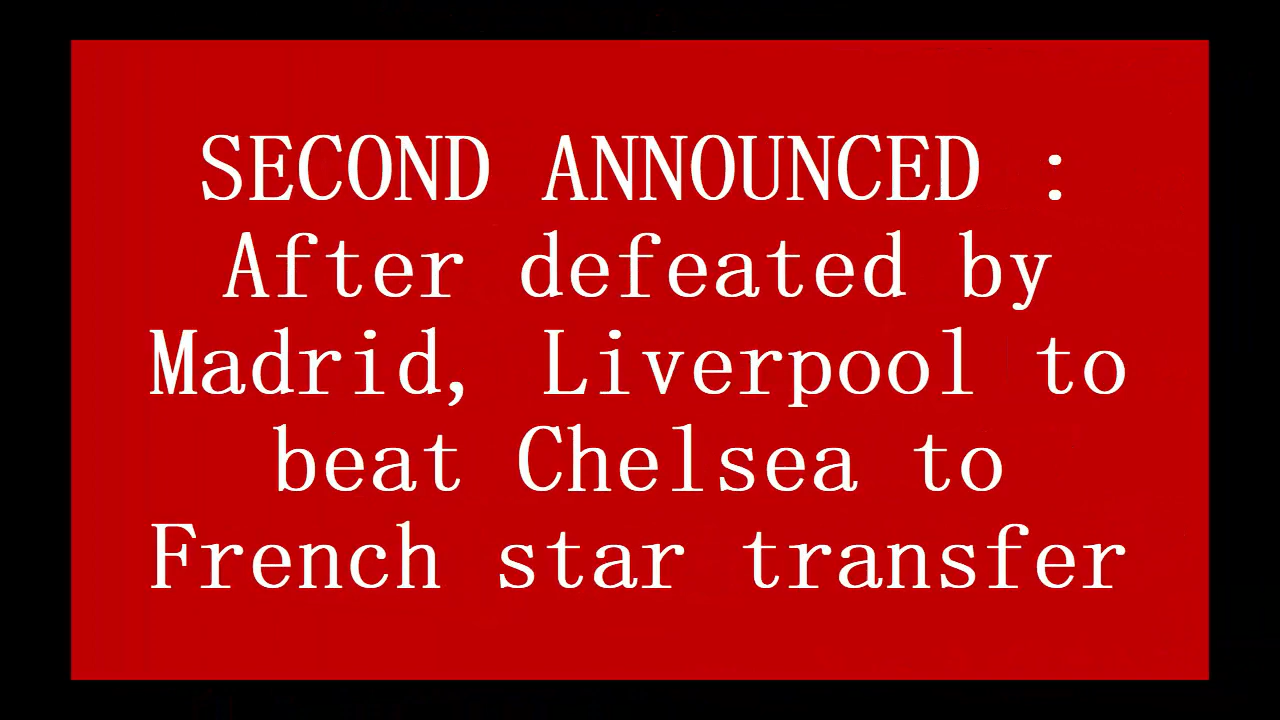 SECOND ANNOUNCED :
After defeated by
Madrid, Liverpool to
beat Chelsea to
French star transfer